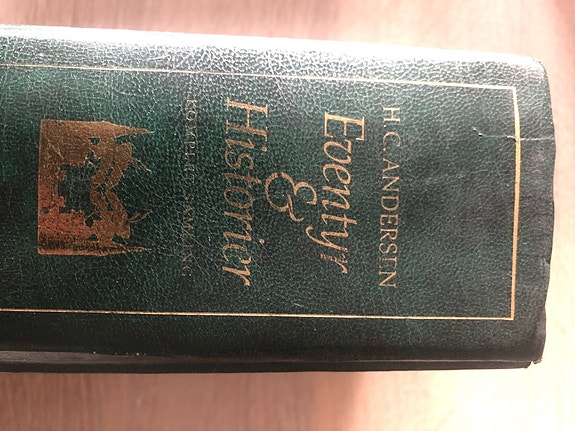 H.C. ANDERSEN
Eventyr
&
Historier
KOMPLET SAMLING